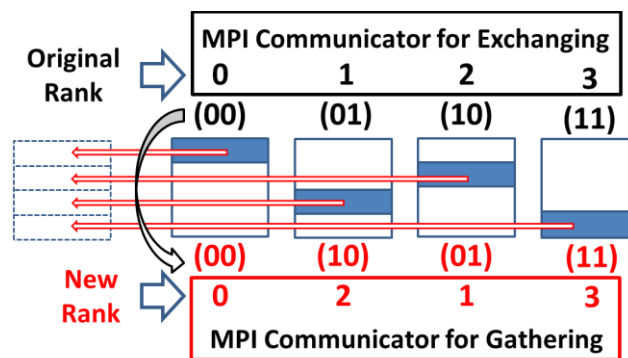 MPI Communicator for Exchanging
Original
Rank
0 1 2 3
(00) (01) (10) (11)
(00) (10) (01) (11)
New
Rank
0 2 1 3
MPI Communicator for Gathering